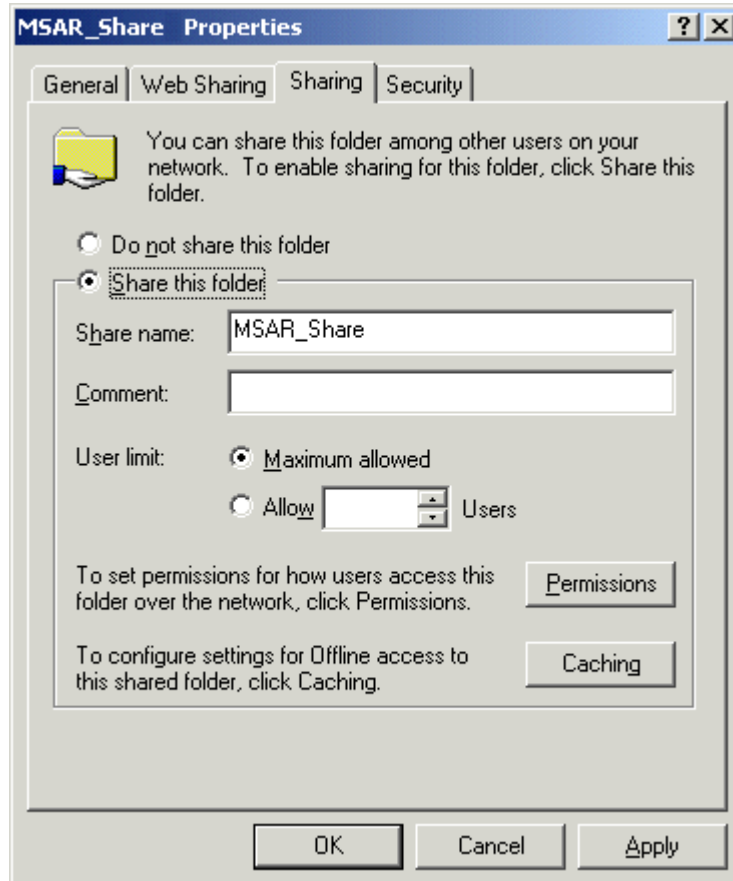 MSAR_Share Properties
General Web Sharing Sharing Security
You can share this folder among other users on your
network. To enable sharing for this folder, click Share this
folder.
Do not share this folder
Share this folder
Share name: MSAR_Share
Comment:
User limit: Maximum allowed
Allow Users
To set permissions for how users access this
folder over the network, click Permissions.
Permissions
To configure settings for Offline access to
this shared folder, click Caching.
Caching
OK Cancel Apply